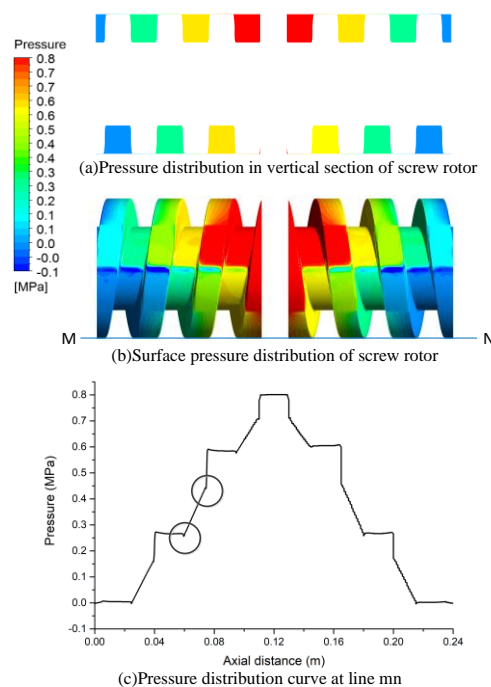 Pressure
0.8
0.7
0.6
0.5
0.4
0.3
0.2
0.1
0.0
-0.1
[MPa]
(a)Pressure distribution in vertical section of screw rotor
M
N
(b)Surface pressure distribution of screw rotor
Pressure (MPa)
0.8
0.7
0.6
0.5
0.4
0.3
0.2
0.1
0.0
-0.1
0.00 0.04 0.08 0.12 0.16 0.20 0.24
Axial distance (m)
(c)Pressure distribution curve at line mn